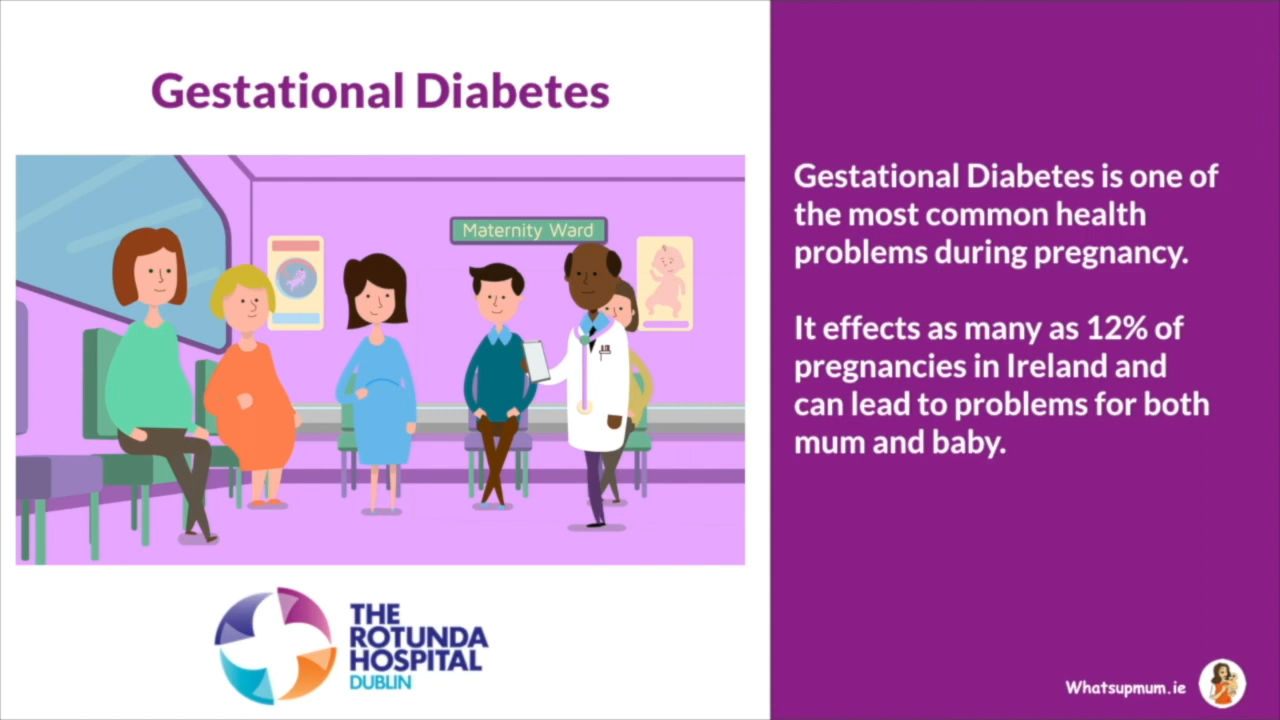 Gestational Diabetes
Maternity Ward
THE
ROTUNDA
HOSPITAL
DUBLIN
Gestational Diabetes is one of
the most common health
problems during pregnancy.
It effects as many as 12% of
pregnancies in Ireland and
can lead to problems for both
mum and baby.
Whatsupmum.ie